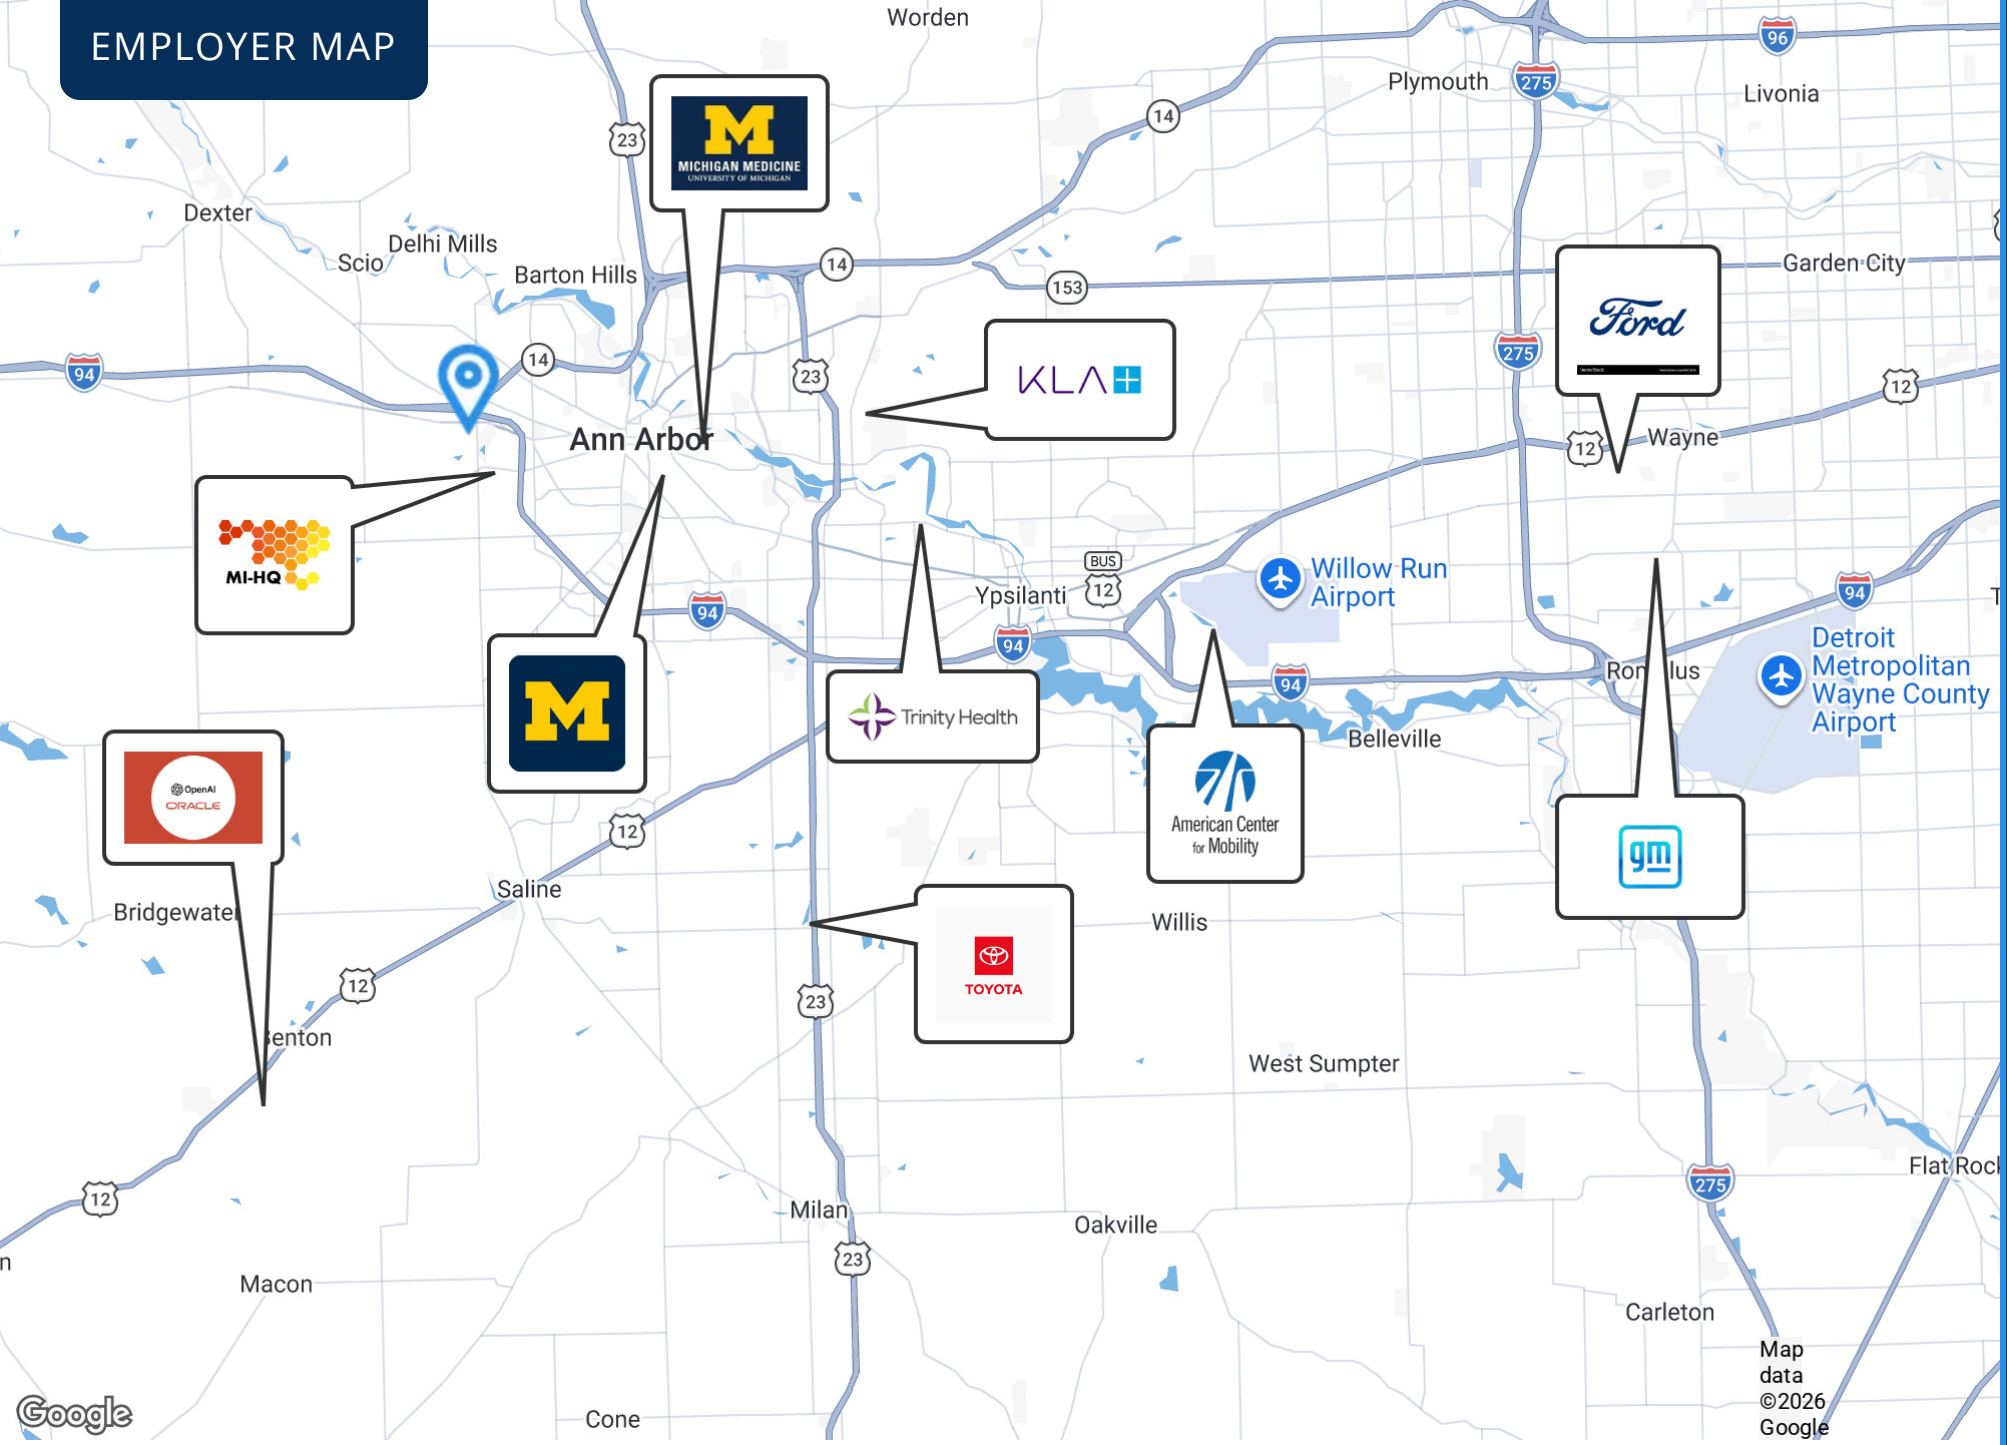 EMPLOYER MAP
Worden
96
Plymouth
275
Livonia
23
14
MICHIGAN MEDICINE
UNIVERSITY OF MICHIGAN
Dexter
Delhi Mills
Scio
Barton Hills
14
153
Garden City
Ford
94
14
23
KLA+
275
12
Ann Arbor
12
Wayne
MI-HQ
BUS
12
Willow Run
Airport
Ypsilanti
94
94
94
94
Detroit
Metropolitan
Wayne County
Airport
Trinity Health
Belleville
OpenAI
ORACLE
American Center
for Mobility
gm
12
Saline
Bridgewater
Willis
TOYOTA
12
23
West Sumpter
12
Milan
Oakville
275
23
Macon
Carleton
Cone
Google
Map
data
©2026
Google